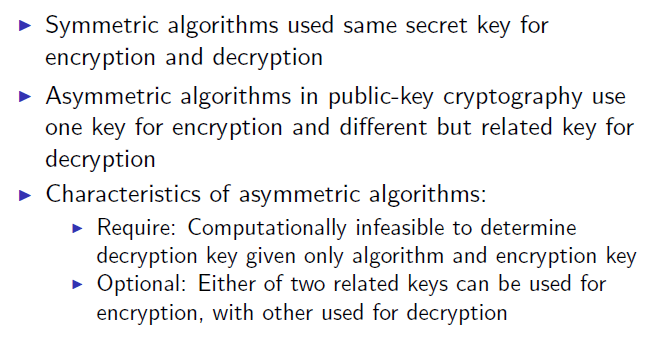 Symmetric algorithms used same secret key for
encryption and decryption
Asymmetric algorithms in public-key cryptography use
one key for encryption and different but related key for
decryption
Characteristics of asymmetric algorithms:
Require: Computationally infeasible to determine
decryption key given only algorithm and encryption key
Optional: Either of two related keys can be used for
encryption, with other used for decryption